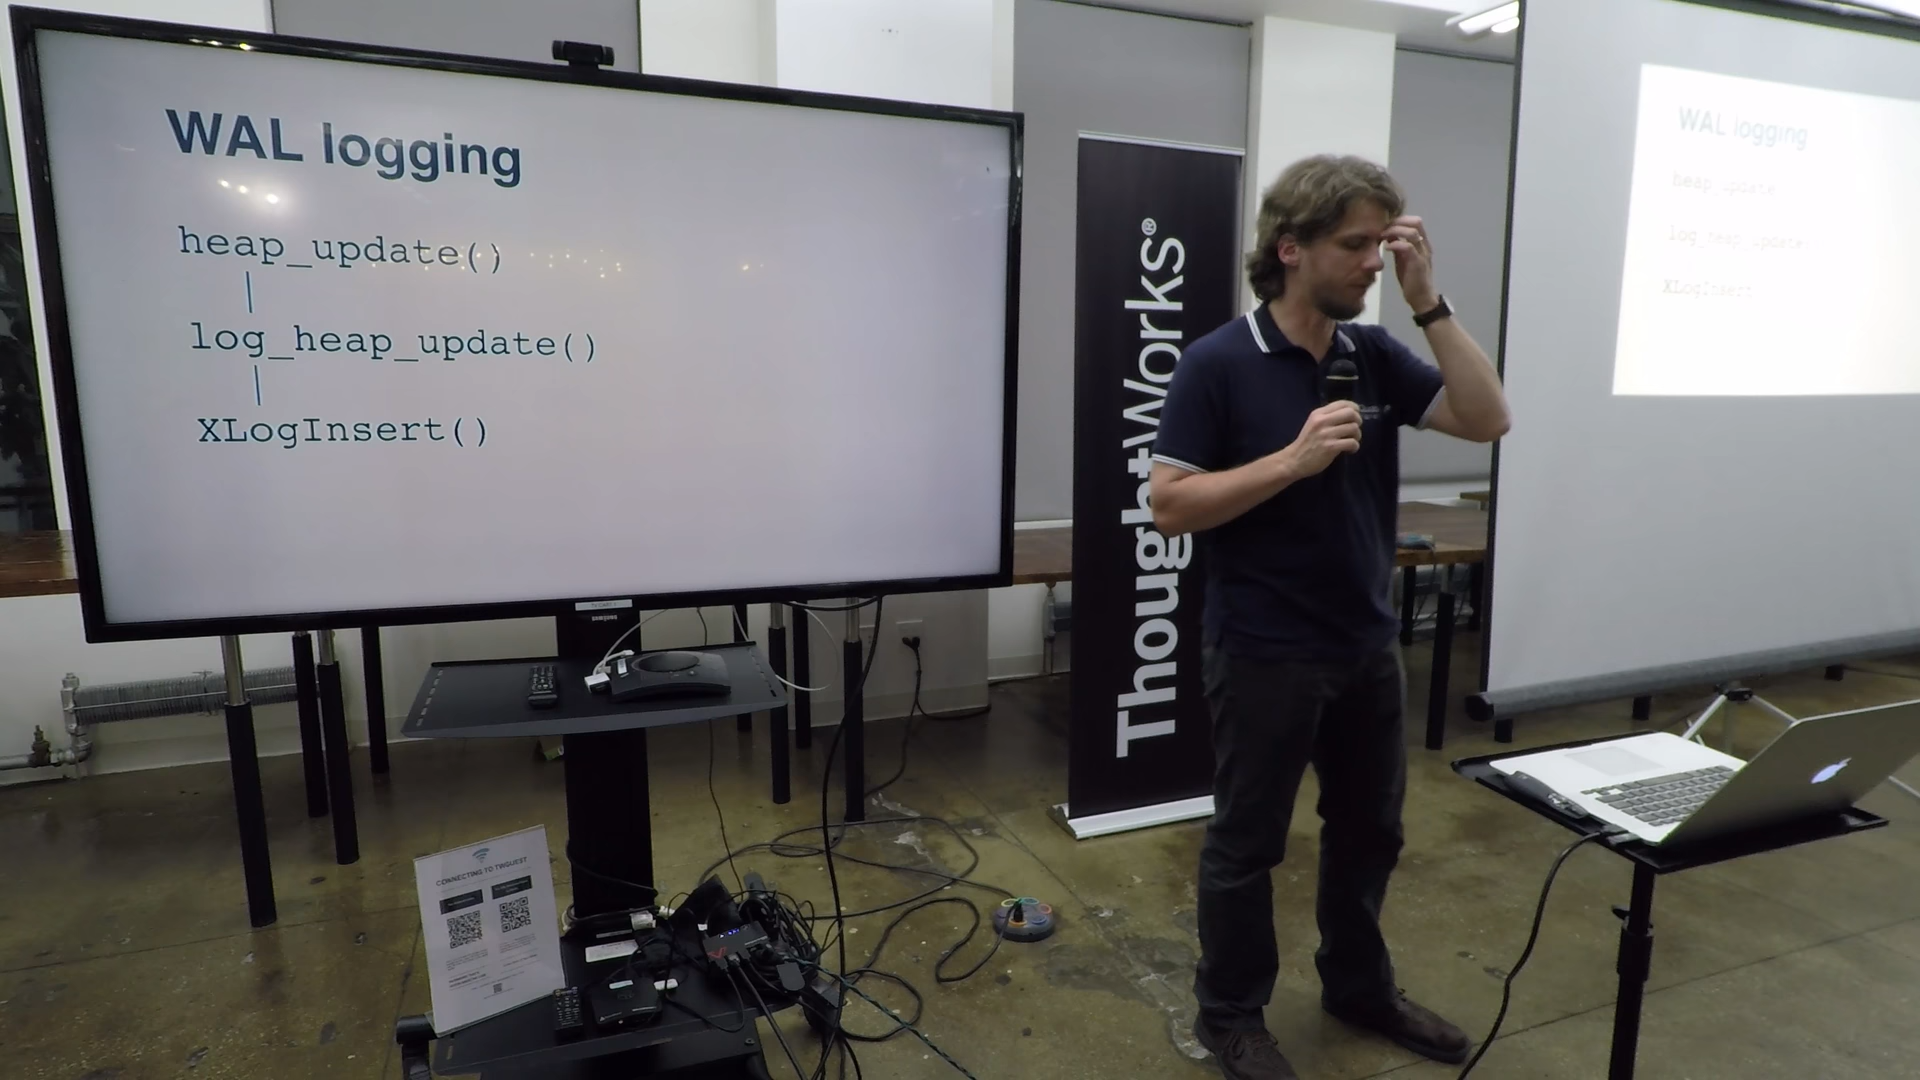 WAL logging
heap_update()
log_heap_update()
XLogInsert()
ThoughtWorks®
WAL logging
heap_update
log_heap_update
XLogInsert
CONNECTING TO TWGUEST